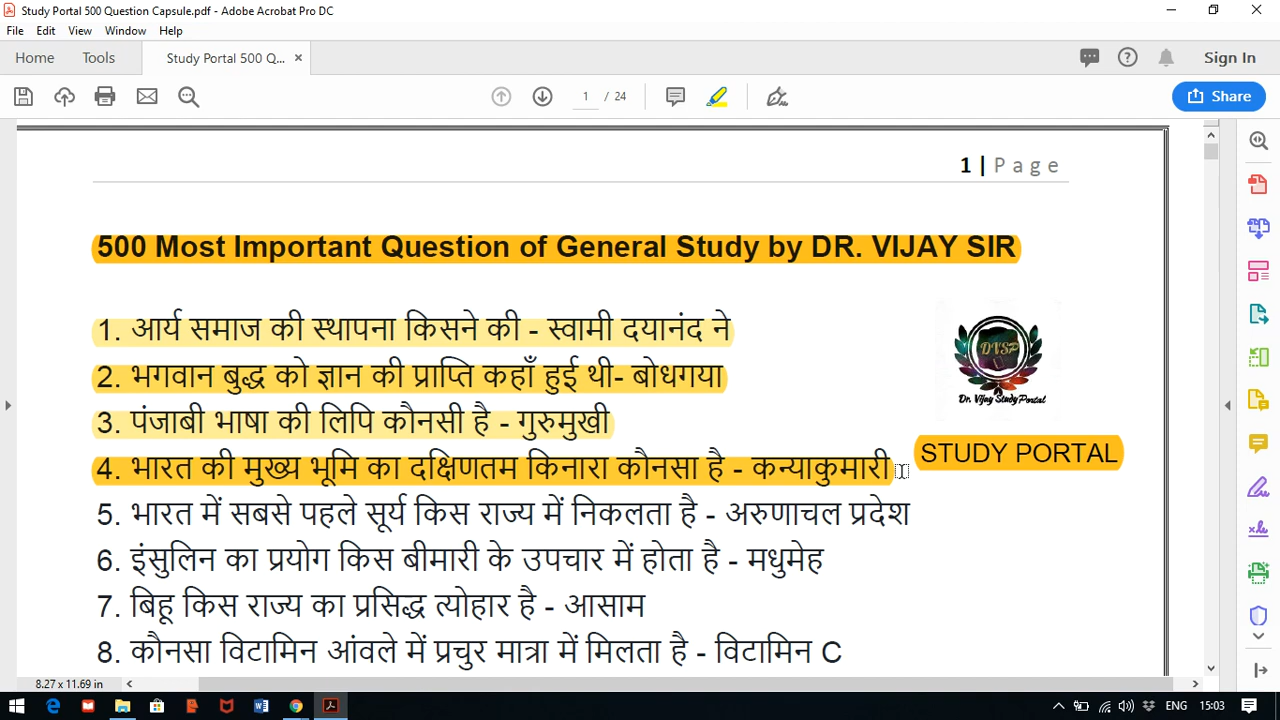 Study Portal 500 Question Capsule.pdf - Adobe Acrobat Pro DC
File Edit View Window Help
Home Tools Study Portal 500 Q... × Sign In
1 / 24 Share
1 | Page
500 Most Important Question of General Study by DR. VIJAY SIR
1. आर्य समाज की स्थापना किसने की - स्वामी दयानंद ने
2. भगवान बुद्ध को ज्ञान की प्राप्ति कहाँ हुई थी- बोधगया
DVSP
Dr. Vijay StudyPortal
3. पंजाबी भाषा की लिपि कौनसी है - गुरुमुखी
STUDY PORTAL
4. भारत की मुख्य भूमि का दक्षिणतम किनारा कौनसा है - कन्याकुमारी
5. भारत में सबसे पहले सूर्य किस राज्य में निकलता है - अरुणाचल प्रदेश
6. इंसुलिन का प्रयोग किस बीमारी के उपचार में होता है - मधुमेह
7. बिहू किस राज्य का प्रसिद्ध त्योहार है - आसाम
8. कौनसा विटामिन आंवले में प्रचुर मात्रा में मिलता है - विटामिन C
8.27 x 11.69 in
ENG 15:03